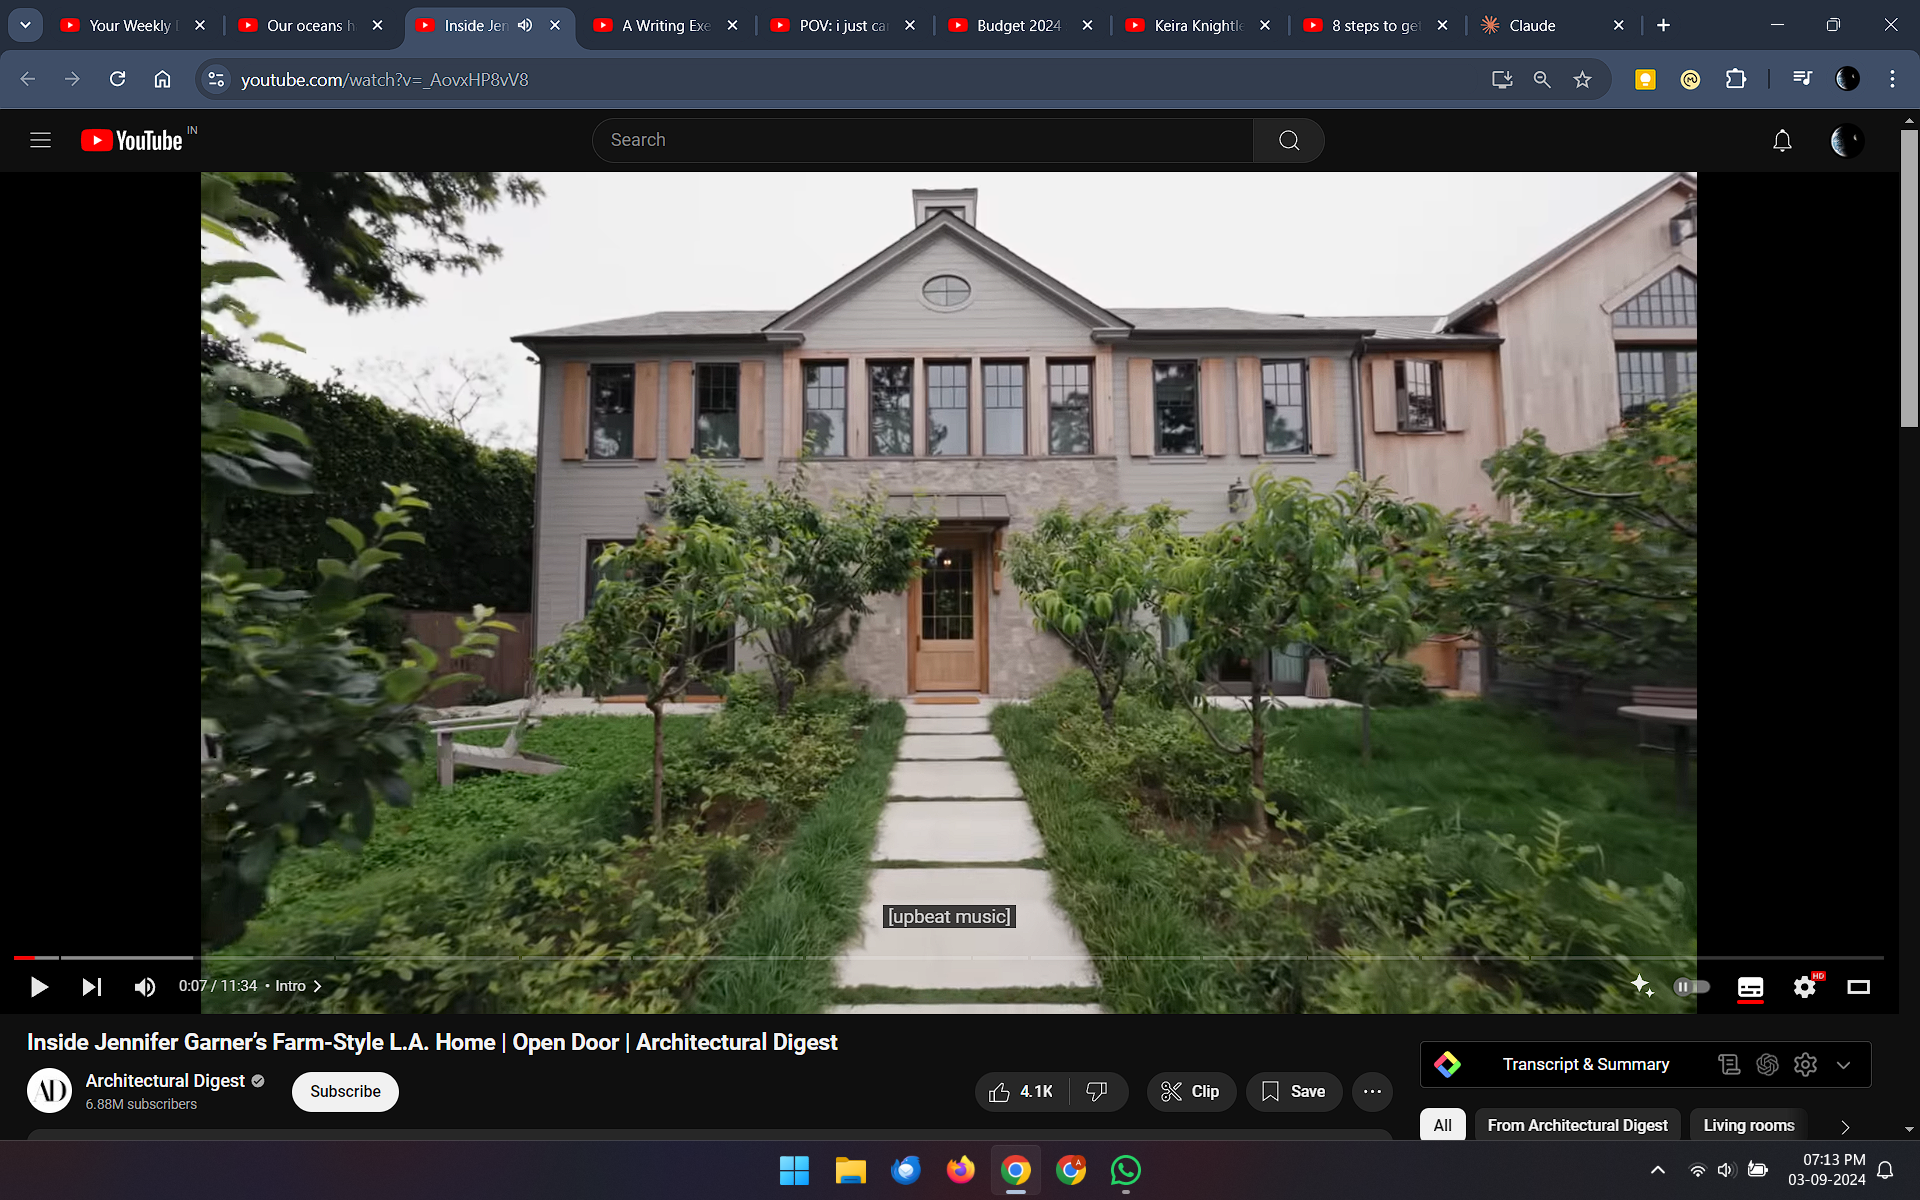 Your Weekly
Our oceans h
Inside Jen
A Writing Exe
POV: i just ca
Budget 2024
Keira Knightle
8 steps to get
Claude
youtube.com/watch?v=_AovxHP8vV8
YouTube IN
Search
[upbeat music]
0:07 / 11:34 • Intro
HD
Inside Jennifer Garner’s Farm-Style L.A. Home | Open Door | Architectural Digest
AD
Architectural Digest
6.88M subscribers
Subscribe
4.1K
Clip
Save
Transcript & Summary
All
From Architectural Digest
Living rooms
A
07:13 PM
03-09-2024